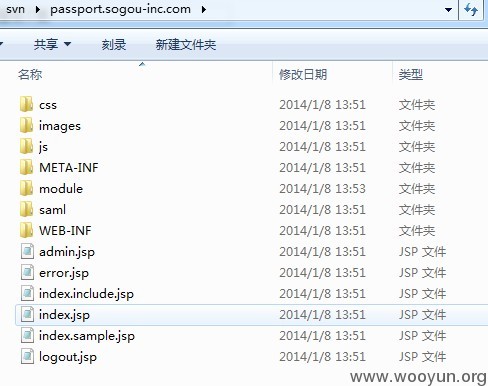 svn ▸ passport.sogou-inc.com ▸
共享 刻录 新建文件夹
名称 修改日期 类型
css 2014/1/8 13:51 文件夹
images 2014/1/8 13:51 文件夹
js 2014/1/8 13:51 文件夹
META-INF 2014/1/8 13:51 文件夹
module 2014/1/8 13:53 文件夹
saml 2014/1/8 13:51 文件夹
WEB-INF 2014/1/8 13:51 文件夹
admin.jsp 2014/1/8 13:51 JSP 文件
error.jsp 2014/1/8 13:51 JSP 文件
index.include.jsp 2014/1/8 13:51 JSP 文件
index.jsp 2014/1/8 13:51 JSP 文件
index.sample.jsp 2014/1/8 13:51 JSP 文件
logout.jsp 2014/1/8 13:51 JSP 文件
www.wooyun.org